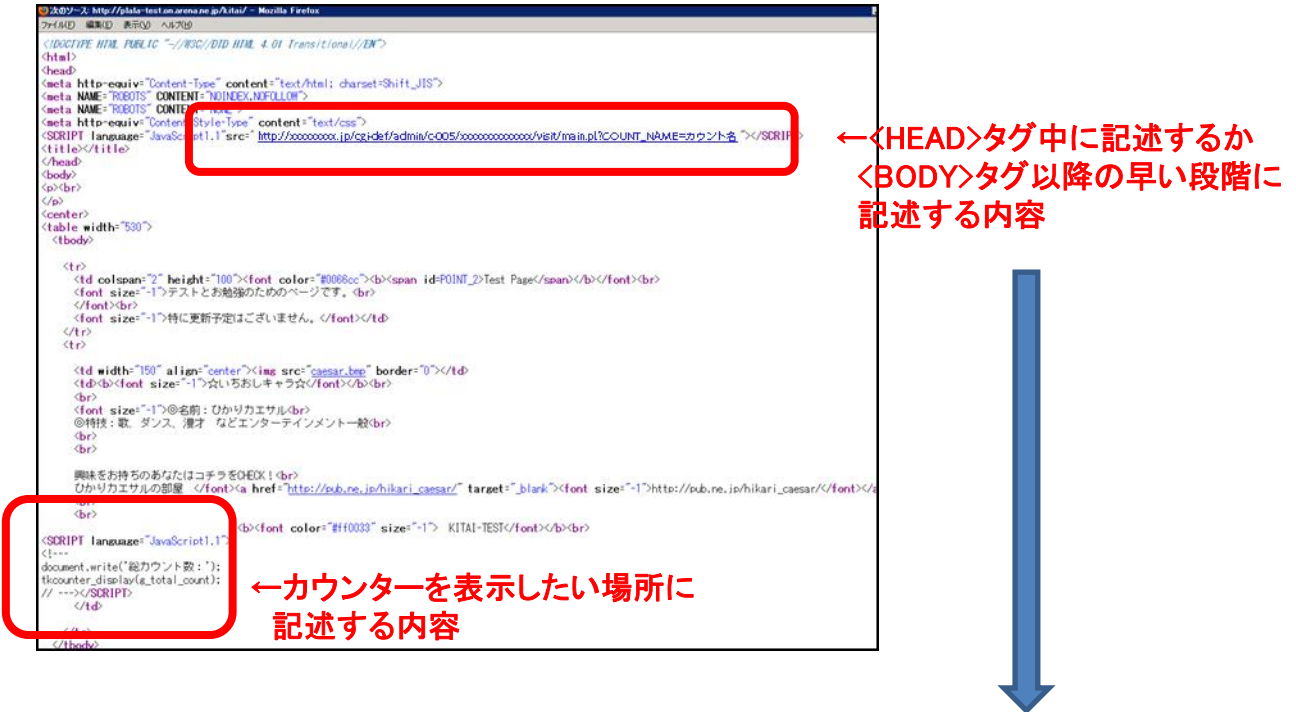 次のソース: http://plala-test.on.arena.ne.jp/kitai/ - Mozilla Firefox
ファイル(F) 編集(E) 表示(V) ヘルプ(H)
<!DOCTYPE HTML PUBLIC "-//W3C//DTD HTML 4.01 Transitional//EN">
<html>
<head>
<meta http-equiv="Content-Type" content="text/html; charset=Shift_JIS">
<meta NAME="ROBOTS" CONTENT="NOINDEX,NOFOLLOW">
<meta NAME="ROBOTS" CONTENT="NONE">
<meta http-equiv="Content-Style-Type" content="text/css">
<SCRIPT language="JavaScript1.1"src=" http://xxxxxxxxx.jp/cgi-def/admin/c-005/xxxxxxxxxxxxxx/visit/main.pl?COUNT_NAME=カウント名 "></SCRIPT>
<title></title>
</head>
<body>
<p><br>
</p>
<center>
<table width="530">
<tbody>
<tr>
<td colspan="2" height="100"><font color="#0066cc"><b><span id=POINT_2>Test Page</span></b></font><br>
<font size="-1">テストとお勉強のためのページです。<br>
</font><br>
<font size="-1">特に更新予定はございません。</font></td>
</tr>
<tr>
<td width="150" align="center"><img src="caesar.bmp" border="0"></td>
<td><b><font size="-1">☆いちおしキャラ☆</font></b><br>
<br>
<font size="-1">◎名前：ひかりカエサル<br>
◎特技：歌、ダンス、漫才 などエンターテインメント一般<br>
<br>
<br>
興味をお持ちのあなたはコチラをCHECK！<br>
ひかりカエサルの部屋 </font><a href="http://pub.ne.jp/hikari_caesar/" target="_blank"><font size="-1">http://pub.ne.jp/hikari_caesar/</font></a
<br>
<br>
<b><font color="#ff0033" size="-1"> KITAI-TEST</font></b><br>
<SCRIPT language="JavaScript1.1">
<!---
document.write("総カウント数：");
tkcounter_display(g_total_count);
// ---></SCRIPT>
</td>
</tr>
</tbody>
←<HEAD>タグ中に記述するか
<BODY>タグ以降の早い段階に
記述する内容
←カウンターを表示したい場所に
記述する内容